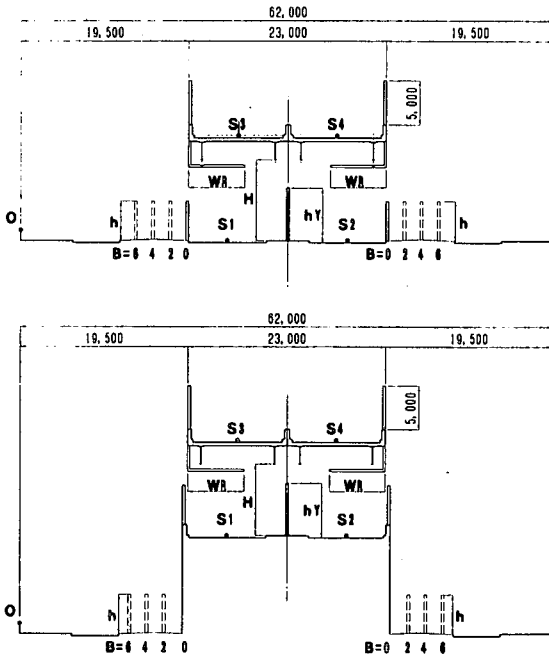 62,000
19,500 23,000 19,500
S3 S4 5,000
WR WR
H
h S1 hY S2 h
O
B=6 4 2 0 B=0 2 4 6
62,000
19,500 23,000 19,500
S3 S4 5,000
WR WR
H
S1 hY S2
O
h h
B=6 4 2 0 B=0 2 4 6